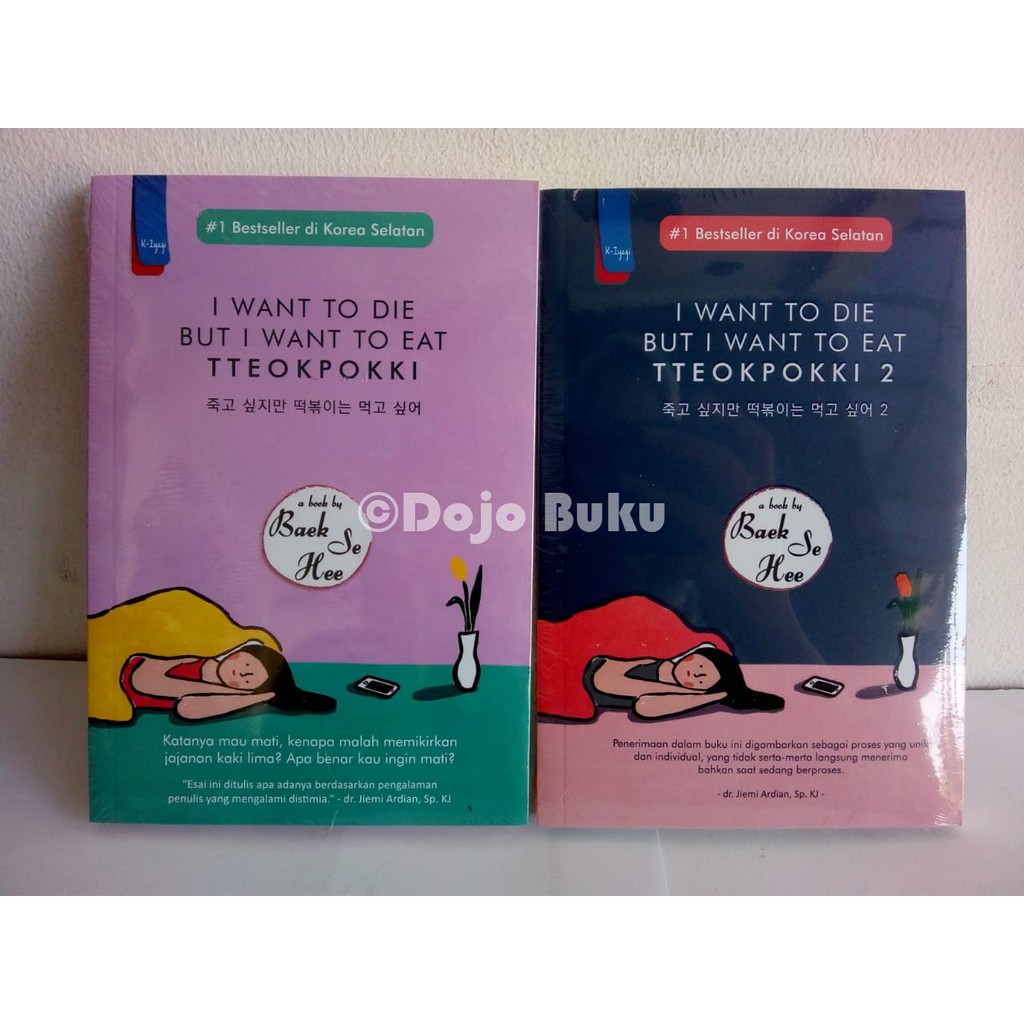 K-Iyagi
#1 Bestseller di Korea Selatan
I WANT TO DIE
BUT I WANT TO EAT
TTEOKPOKKI
죽고 싶지만 떡볶이는 먹고 싶어
a book by
Baek Se
Hee
Katanya mau mati, kenapa malah memikirkan
jajanan kaki lima? Apa benar kau ingin mati?
"Esai ini ditulis apa adanya berdasarkan pengalaman
penulis yang mengalami distimia." - dr. Jiemi Ardian, Sp. KJ
K-Iyagi
#1 Bestseller di Korea Selatan
I WANT TO DIE
BUT I WANT TO EAT
TTEOKPOKKI 2
죽고 싶지만 떡볶이는 먹고 싶어 2
a book by
Baek Se
Hee
Penerimaan dalam buku ini digambarkan sebagai proses yang unik
dan individual, yang tidak serta-merta langsung menerima
bahkan saat sedang berproses.
- dr. Jiemi Ardian, Sp. KJ -
©Dojo Buku